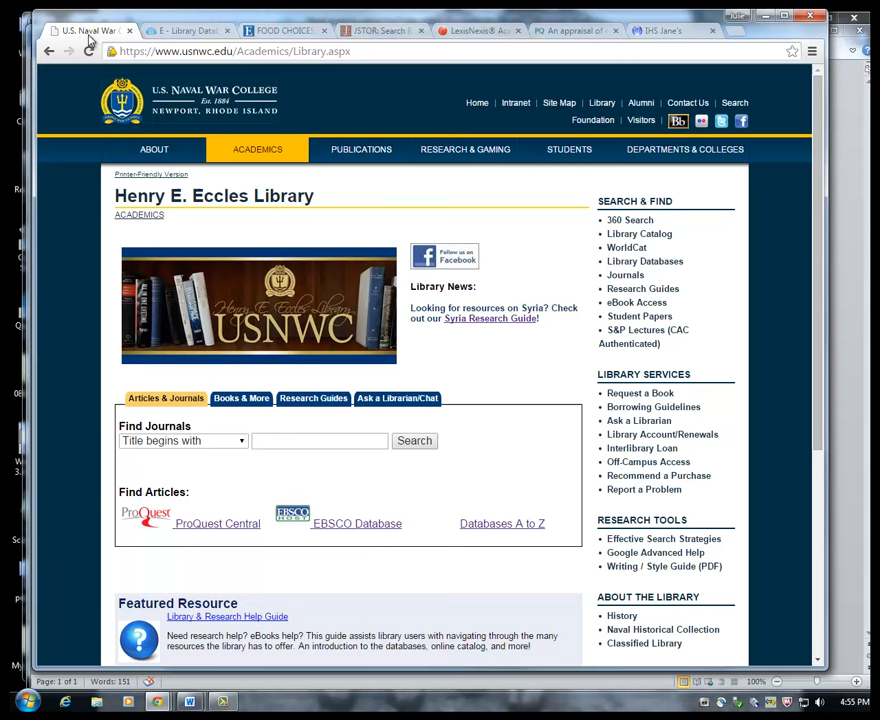 Julie
U.S. Naval War C
E - Library Datab
FOOD CHOICES
JSTOR: Search R
LexisNexis® Aca
PQ An appraisal of c
IHS Jane's
https://www.usnwc.edu/Academics/Library.aspx
U.S. NAVAL WAR COLLEGE
Est. 1884
NEWPORT, RHODE ISLAND
Home | Intranet | Site Map | Library | Alumni | Contact Us | Search
Foundation | Visitors | Bb
ABOUT ACADEMICS PUBLICATIONS RESEARCH & GAMING STUDENTS DEPARTMENTS & COLLEGES
Printer-Friendly Version
Henry E. Eccles Library
ACADEMICS
Henry E. Eccles Library
USNWC
Follow us on
Facebook
Library News:
Looking for resources on Syria? Check
out our Syria Research Guide!
Articles & Journals Books & More Research Guides Ask a Librarian/Chat
Find Journals
Title begins with Search
Find Articles:
ProQuest ProQuest Central EBSCO HOST EBSCO Database Databases A to Z
Featured Resource
Library & Research Help Guide
Need research help? eBooks help? This guide assists library users with navigating through the many
resources the library has to offer. An introduction to the databases, online catalog, and more!
SEARCH & FIND
• 360 Search
• Library Catalog
• WorldCat
• Library Databases
• Journals
• Research Guides
• eBook Access
• Student Papers
• S&P Lectures (CAC
Authenticated)
LIBRARY SERVICES
• Request a Book
• Borrowing Guidelines
• Ask a Librarian
• Library Account/Renewals
• Interlibrary Loan
• Off-Campus Access
• Recommend a Purchase
• Report a Problem
RESEARCH TOOLS
• Effective Search Strategies
• Google Advanced Help
• Writing / Style Guide (PDF)
ABOUT THE LIBRARY
• History
• Naval Historical Collection
• Classified Library
Page: 1 of 1 Words: 151 100%
4:55 PM